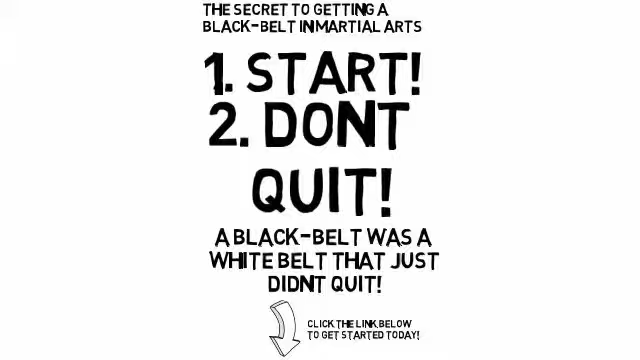 THE SECRET TO GETTING A
BLACK-BELT IN MARTIAL ARTS
1. START!
2. DONT
QUIT!
A BLACK-BELT WAS A
WHITE BELT THAT JUST
DIDNT QUIT!
CLICK THE LINK BELOW
TO GET STARTED TODAY!